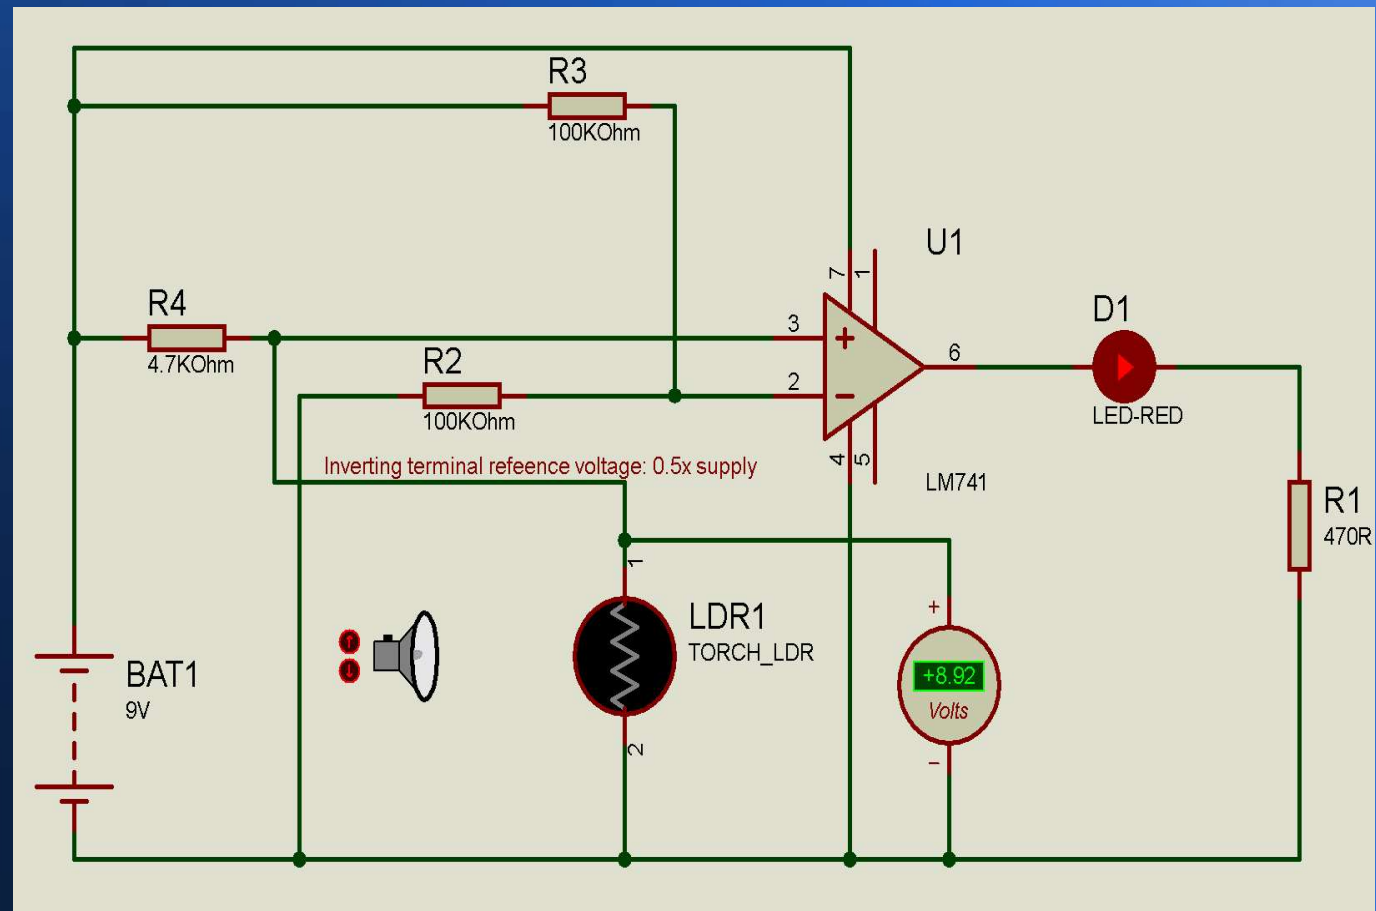 R3
100KOhm
U1
7
1
R4
4.7KOhm
3
+
D1
R2
100KOhm
2
−
6
LED-RED
4
5
Inverting terminal refeence voltage: 0.5x supply
LM741
R1
470R
1
LDR1
TORCH_LDR
+
+8.92
Volts
−
BAT1
9V
2